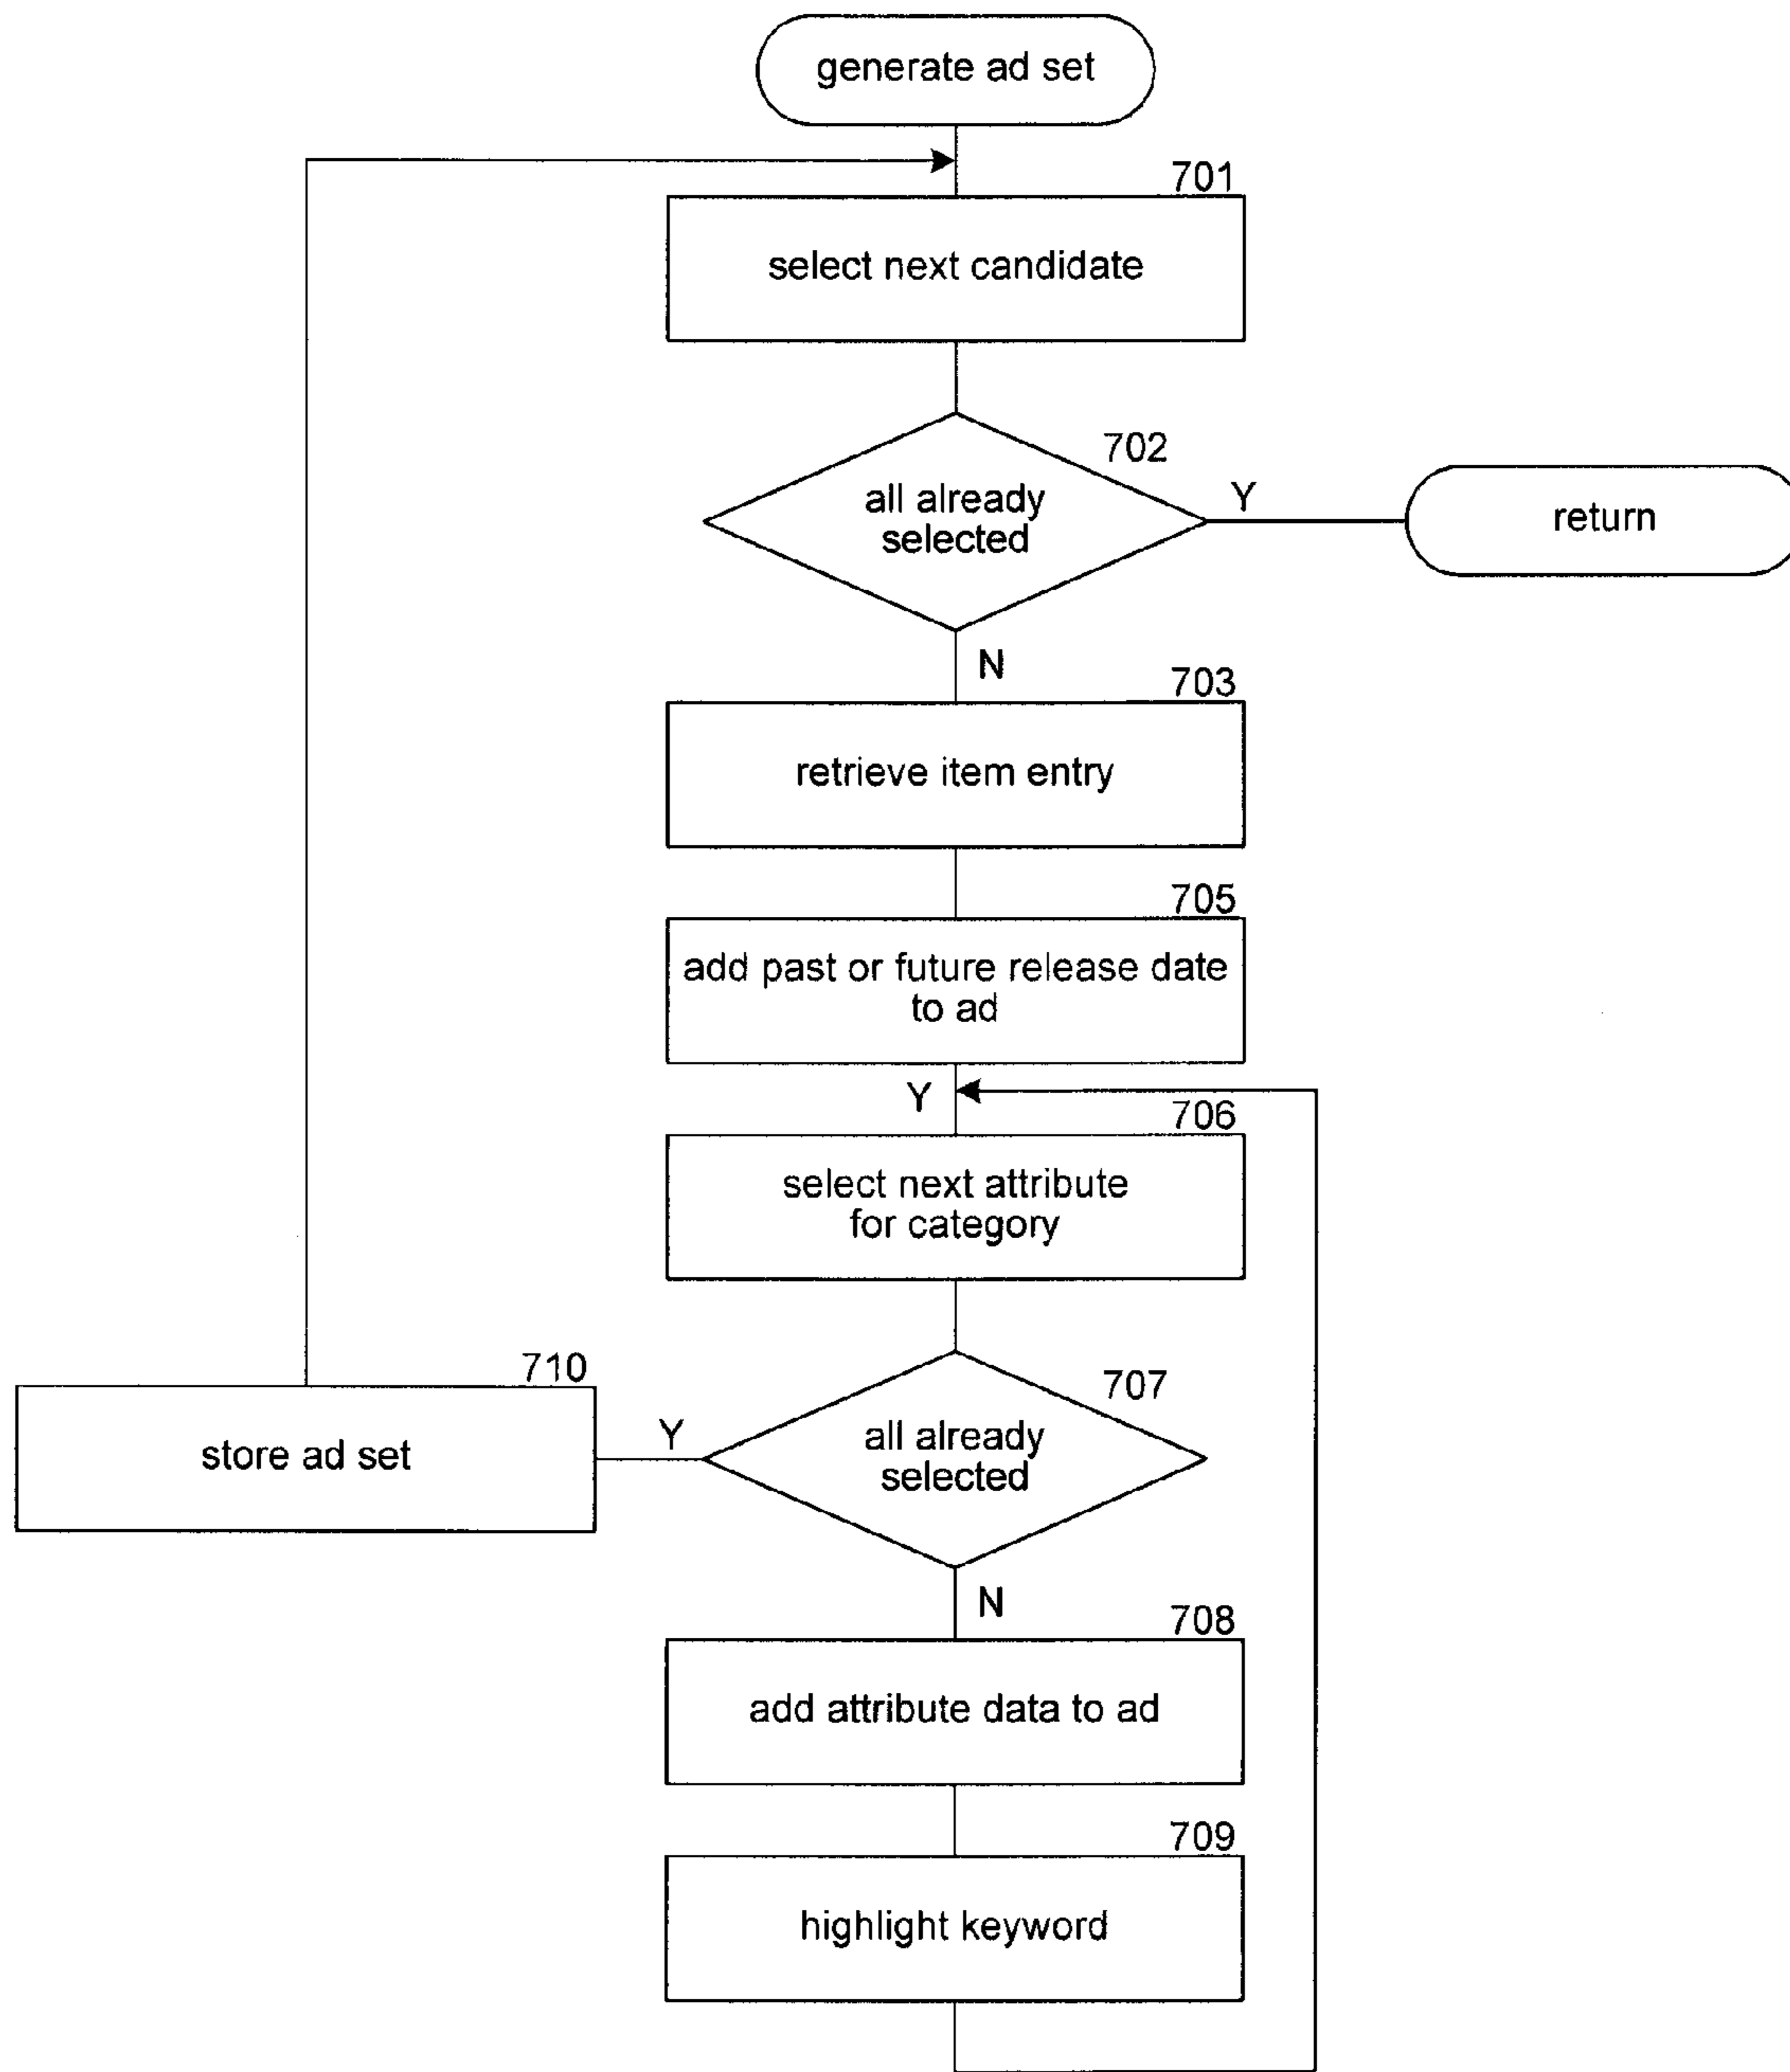 generate ad set
701
select next candidate
702
all already
selected
Y
return
N
703
retrieve item entry
705
add past or future release date
to ad
Y
706
select next attribute
for category
710
store ad set
Y
707
all already
selected
N
708
add attribute data to ad
709
highlight keyword